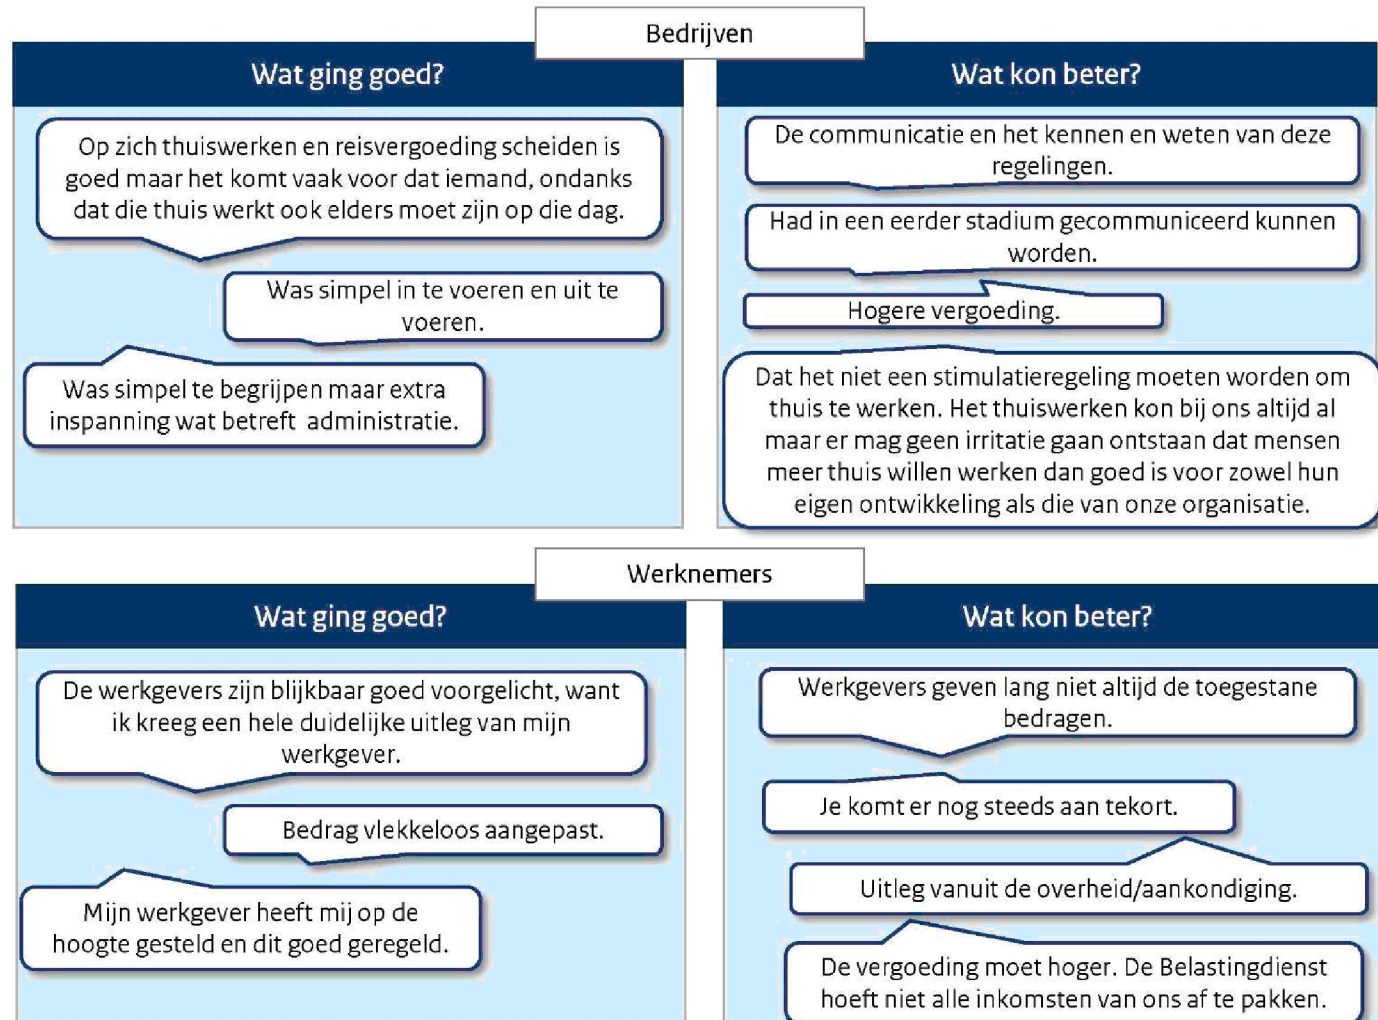 Bedrijven
Wat ging goed?
Op zich thuiswerken en reisvergoeding scheiden is
goed maar het komt vaak voor dat iemand, ondanks
dat die thuis werkt ook elders moet zijn op die dag.
Was simpel in te voeren en uit te
voeren.
Was simpel te begrijpen maar extra
inspanning wat betreft administratie.
Wat kon beter?
De communicatie en het kennen en weten van deze
regelingen.
Had in een eerder stadium gecommuniceerd kunnen
worden.
Hogere vergoeding.
Dat het niet een stimulatieregeling moeten worden om
thuis te werken. Het thuiswerken kon bij ons altijd al
maar er mag geen irritatie gaan ontstaan dat mensen
meer thuis willen werken dan goed is voor zowel hun
eigen ontwikkeling als die van onze organisatie.
Werknemers
Wat ging goed?
De werkgevers zijn blijkbaar goed voorgelicht, want
ik kreeg een hele duidelijke uitleg van mijn
werkgever.
Bedrag vlekkeloos aangepast.
Mijn werkgever heeft mij op de
hoogte gesteld en dit goed geregeld.
Wat kon beter?
Werkgevers geven lang niet altijd de toegestane
bedragen.
Je komt er nog steeds aan tekort.
Uitleg vanuit de overheid/aankondiging.
De vergoeding moet hoger. De Belastingdienst
hoeft niet alle inkomsten van ons af te pakken.